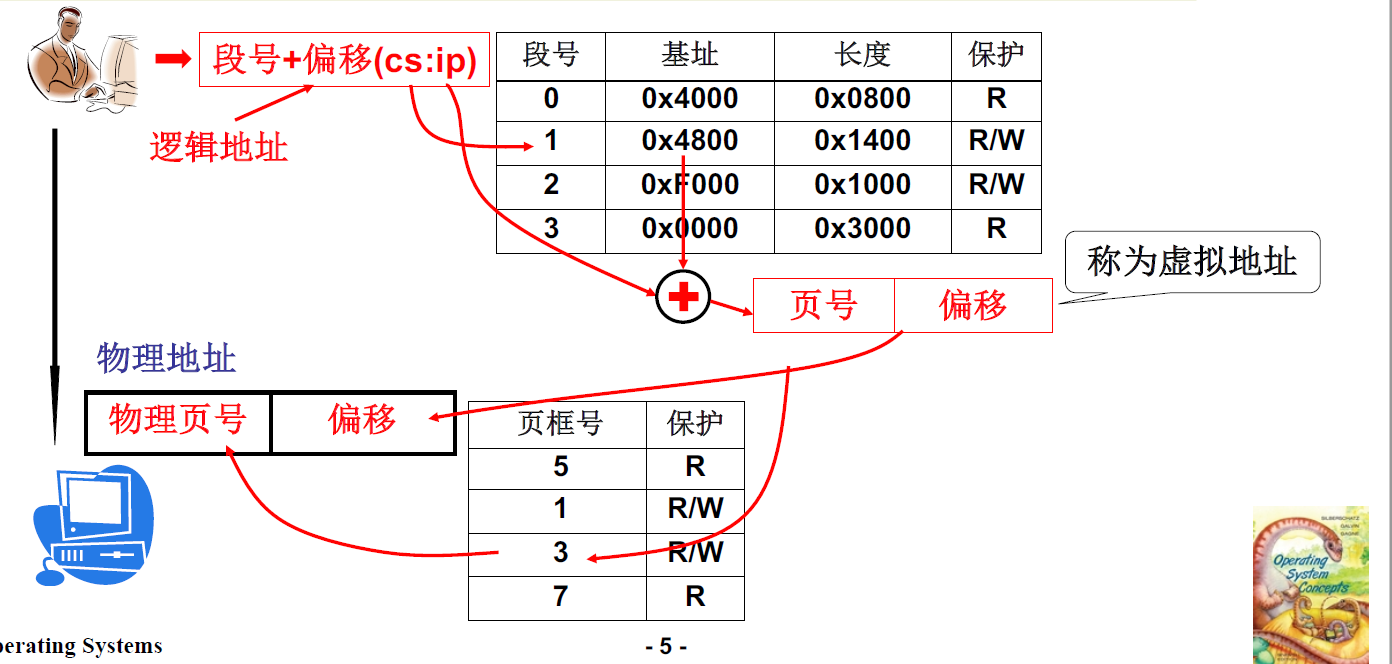 段号+偏移(cs:ip)
逻辑地址
段号 基址 长度 保护
0 0x4000 0x0800 R
1 0x4800 0x1400 R/W
2 0xF000 0x1000 R/W
3 0x0000 0x3000 R
称为虚拟地址
页号 偏移
物理地址
物理页号 偏移
页框号 保护
5 R
1 R/W
3 R/W
7 R
SILBERSCHATZ
GALVIN
GAGNE
Operating
System
Concepts
perating Systems
- 5 -